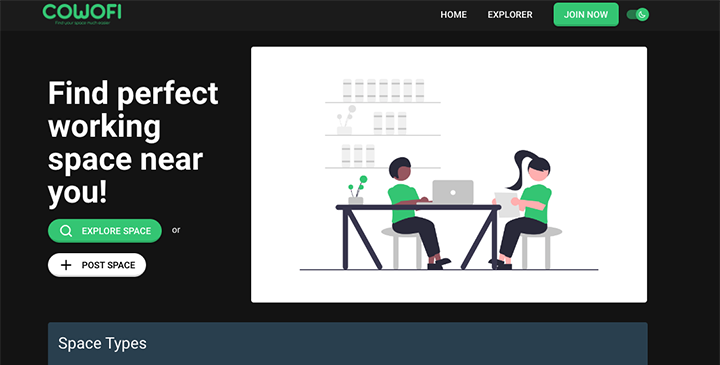 COWOFI
Find your space much easier
HOME
EXPLORER
JOIN NOW
Find perfect
working
space near
you!
EXPLORE SPACE
or
POST SPACE
Space Types